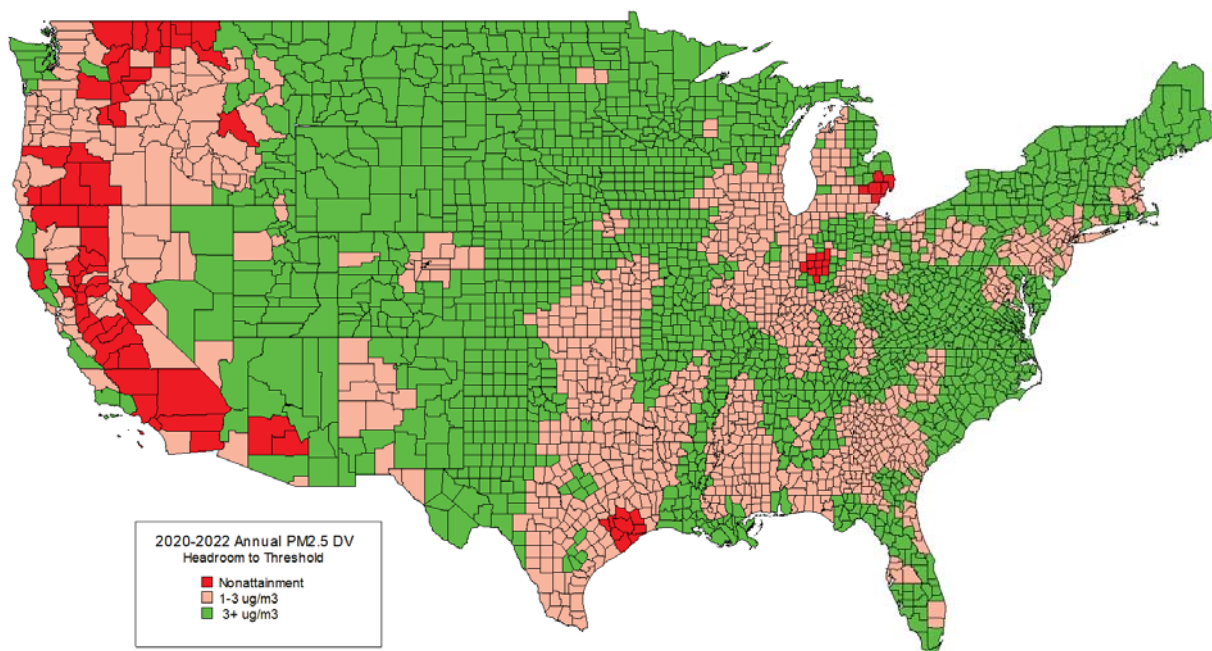 2020-2022 Annual PM2.5 DV
Headroom to Threshold
Nonattainment
1-3 ug/m3
3+ ug/m3